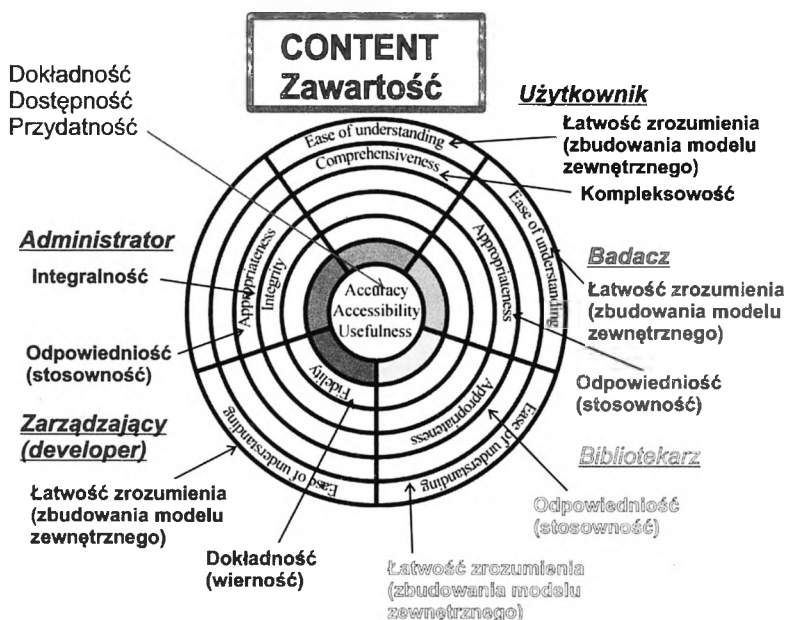 CONTENT
Zawartość
Dokładność
Dostępność
Przydatność
Użytkownik
Łatwość zrozumienia
(zbudowania modelu
zewnętrznego)
Kompleksowość
Ease of understanding
Comprehensiveness
Administrator
Integralność
Odpowiedniość
(stosowność)
Appropriateness
Integrity
Accuracy
Accessibility
Usefulness
Appropriateness
Ease of understanding
Badacz
Łatwość zrozumienia
(zbudowania modelu
zewnętrznego)
Odpowiedniość
(stosowność)
Zarządzający
(developer)
Łatwość zrozumienia
(zbudowania modelu
zewnętrznego)
Fidelity
Ease of understanding
Dokładność
(wierność)
Appropriateness
Ease of understanding
Bibliotekarz
Odpowiedniość
(stosowność)
Łatwość zrozumienia
(zbudowania modelu
zewnętrznego)